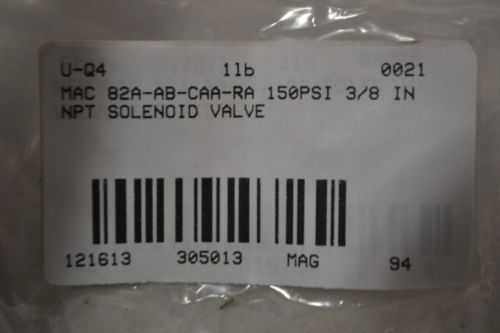 U-Q4 1lb 0021
MAC 82A-AB-CAA-RA 150PSI 3/8 IN
NPT SOLENOID VALVE
121613 305013 MAG 94